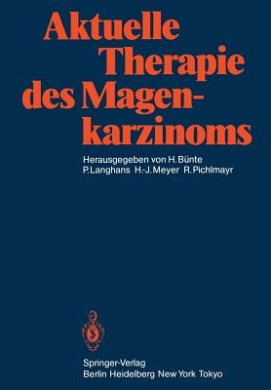 Aktuelle
Therapie
des Magen-
karzinoms
Herausgegeben von H. Bünte
P. Langhans H.-J. Meyer R. Pichlmayr
Springer-Verlag
Berlin Heidelberg New York Tokyo